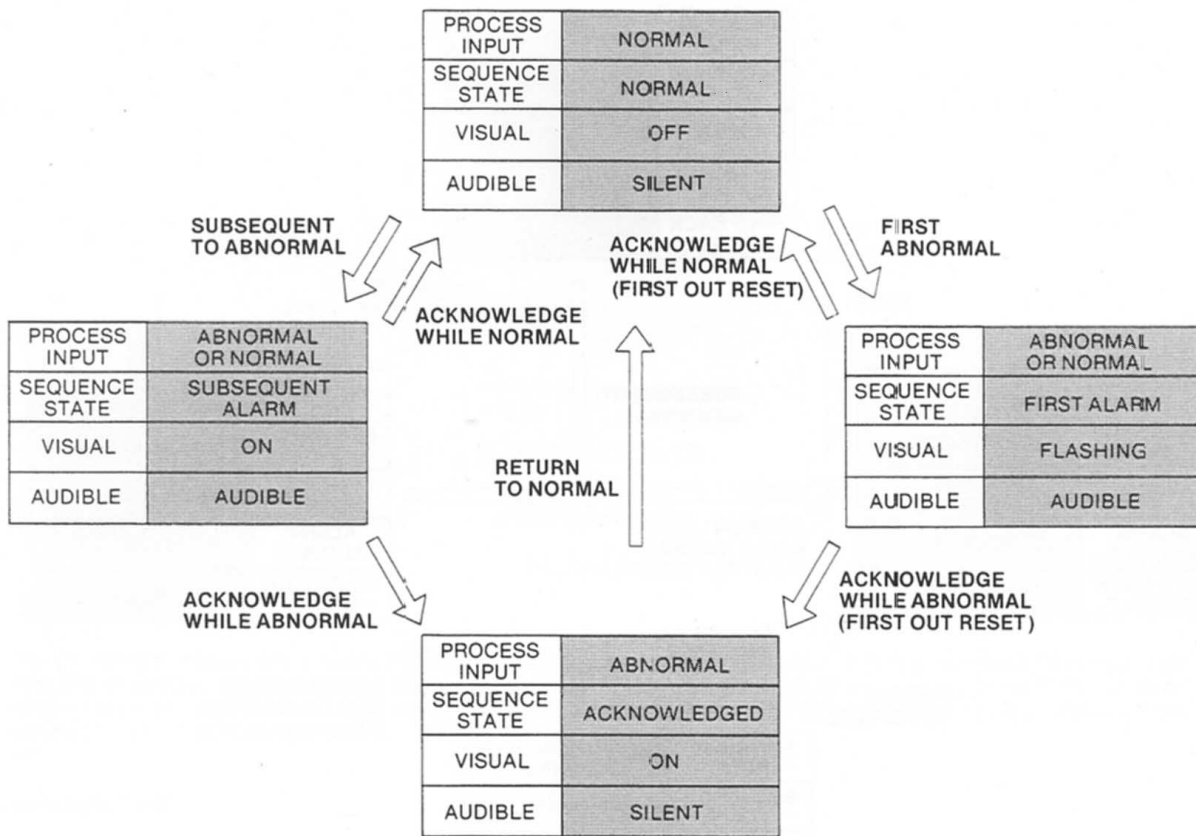 PROCESS
INPUT
NORMAL
SEQUENCE
STATE
NORMAL
VISUAL
OFF
AUDIBLE
SILENT
SUBSEQUENT
TO ABNORMAL
ACKNOWLEDGE
WHILE NORMAL
ACKNOWLEDGE
WHILE NORMAL
(FIRST OUT RESET)
FIRST
ABNORMAL
PROCESS
INPUT
ABNORMAL
OR NORMAL
SEQUENCE
STATE
SUBSEQUENT
ALARM
VISUAL
ON
AUDIBLE
AUDIBLE
RETURN
TO NORMAL
PROCESS
INPUT
ABNORMAL
OR NORMAL
SEQUENCE
STATE
FIRST ALARM
VISUAL
FLASHING
AUDIBLE
AUDIBLE
ACKNOWLEDGE
WHILE ABNORMAL
ACKNOWLEDGE
WHILE ABNORMAL
(FIRST OUT RESET)
PROCESS
INPUT
ABNORMAL
SEQUENCE
STATE
ACKNOWLEDGED
VISUAL
ON
AUDIBLE
SILENT